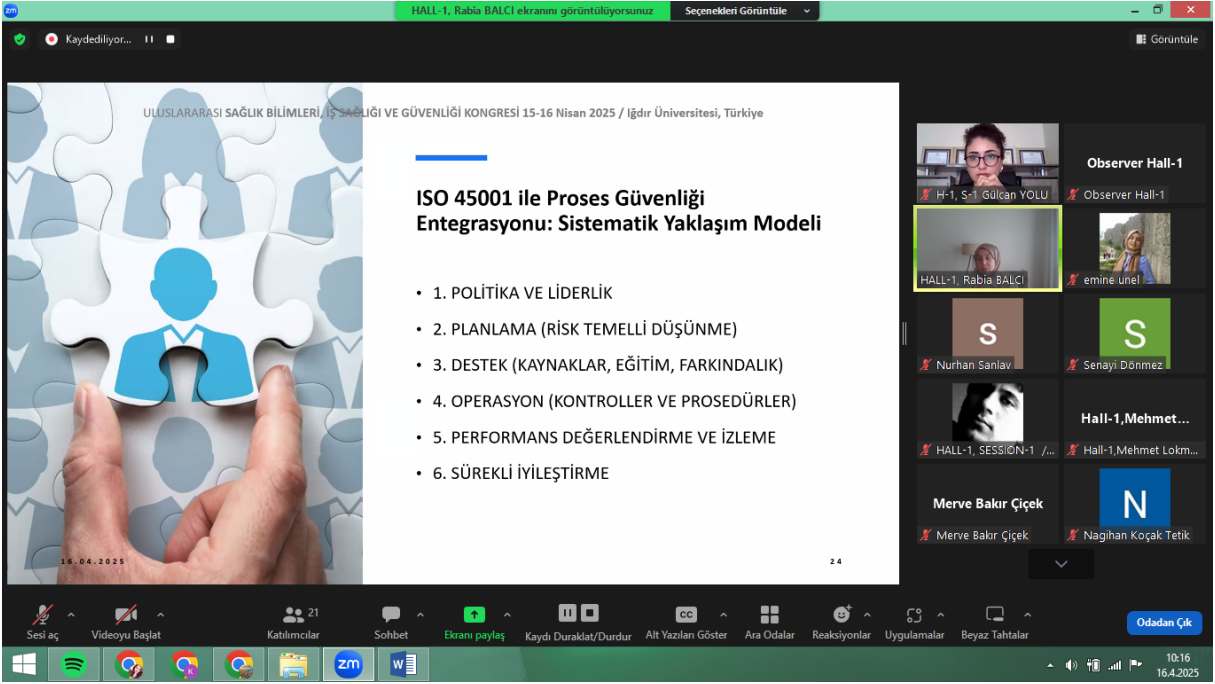 zm
HALL-1, Rabia BALCI ekranını görüntülüyorsunuz
Seçenekleri Görüntüle
Kaydediliyor...
Görüntüle
ULUSLARARASI SAĞLIK BİLİMLERİ, İŞ SAĞLIĞI VE GÜVENLİĞİ KONGRESİ 15-16 Nisan 2025 / Iğdır Üniversitesi, Türkiye
ISO 45001 ile Proses Güvenliği
Entegrasyonu: Sistematik Yaklaşım Modeli
• 1. POLİTİKA VE LİDERLİK
• 2. PLANLAMA (RİSK TEMELLİ DÜŞÜNME)
• 3. DESTEK (KAYNAKLAR, EĞİTİM, FARKINDALIK)
• 4. OPERASYON (KONTROLLER VE PROSEDÜRLER)
• 5. PERFORMANS DEĞERLENDİRME VE İZLEME
• 6. SÜREKLİ İYİLEŞTİRME
16.04.2025
24
H-1, S-1 Gülcan YOLU
Observer Hall-1
Observer Hall-1
HALL-1, Rabia BALCI
emine unel
S
Nurhan Sanlav
S
Senayi Dönmez
HALL-1, SESSİON-1 /...
Hall-1,Mehmet...
Hall-1,Mehmet Lokm...
Merve Bakır Çiçek
Merve Bakır Çiçek
N
Nagihan Koçak Tetik
Sesi aç
Videoyu Başlat
21
Katılımcılar
Sohbet
Ekranı paylaş
Kaydı Duraklat/Durdur
CC
Alt Yazıları Göster
Ara Odalar
Reaksiyonlar
Uygulamalar
Beyaz Tahtalar
Odadan Çık
K
zm
W
10:16
16.4.2025